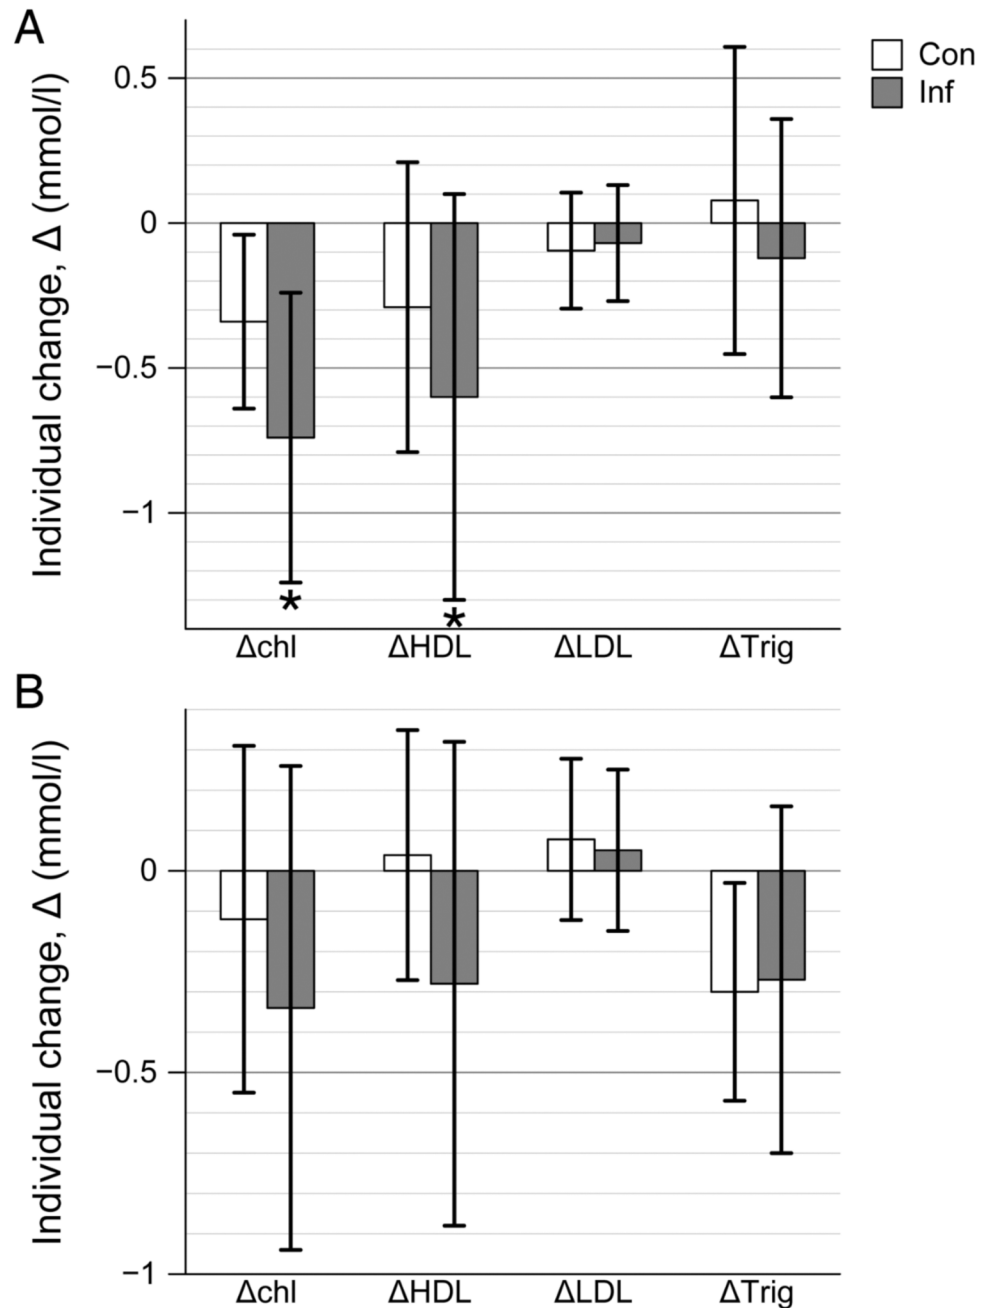 A
Individual change, Δ (mmol/l)
0.5
0
−0.5
−1
Con
Inf
*
*
Δchl ΔHDL ΔLDL ΔTrig
B
Individual change, Δ (mmol/l)
0
−0.5
−1
Δchl ΔHDL ΔLDL ΔTrig